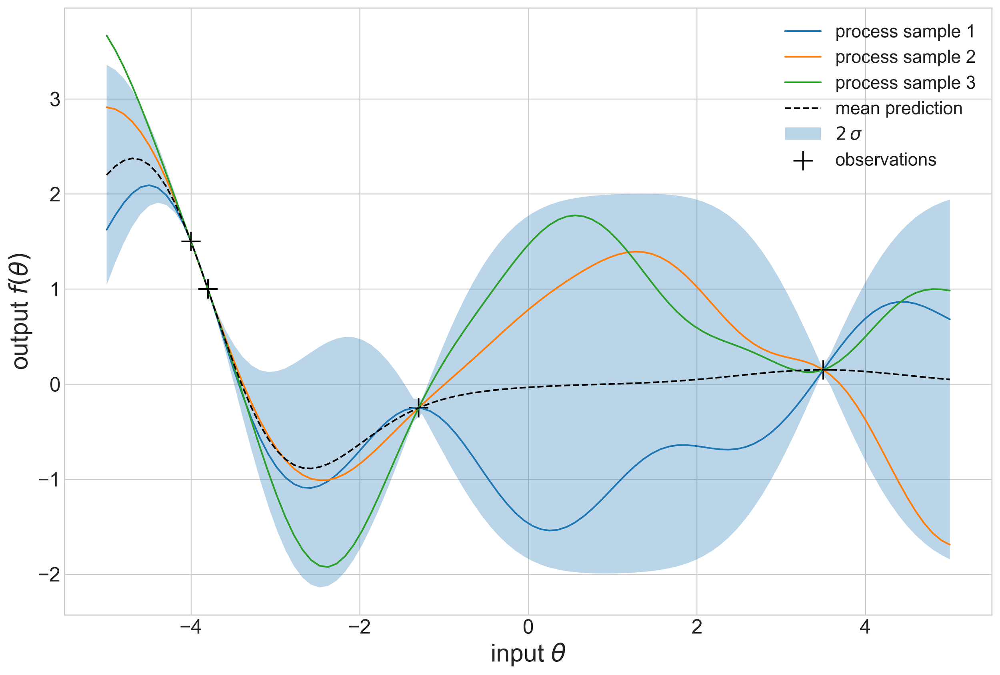 process sample 1
process sample 2
process sample 3
mean prediction
2 σ
observations
3
2
1
0
−1
−2
output f(θ)
−4
−2
0
2
4
input θ